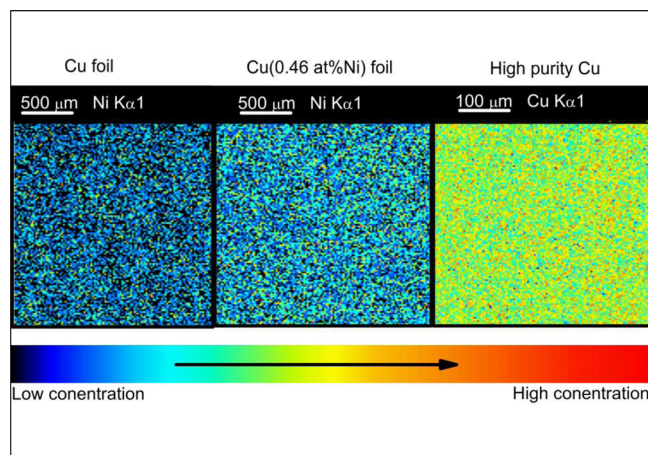 Cu foil
Cu(0.46 at%Ni) foil
High purity Cu
500 μm Ni Kα1
500 μm Ni Kα1
100 μm Cu Kα1
Low conentration
High conentration